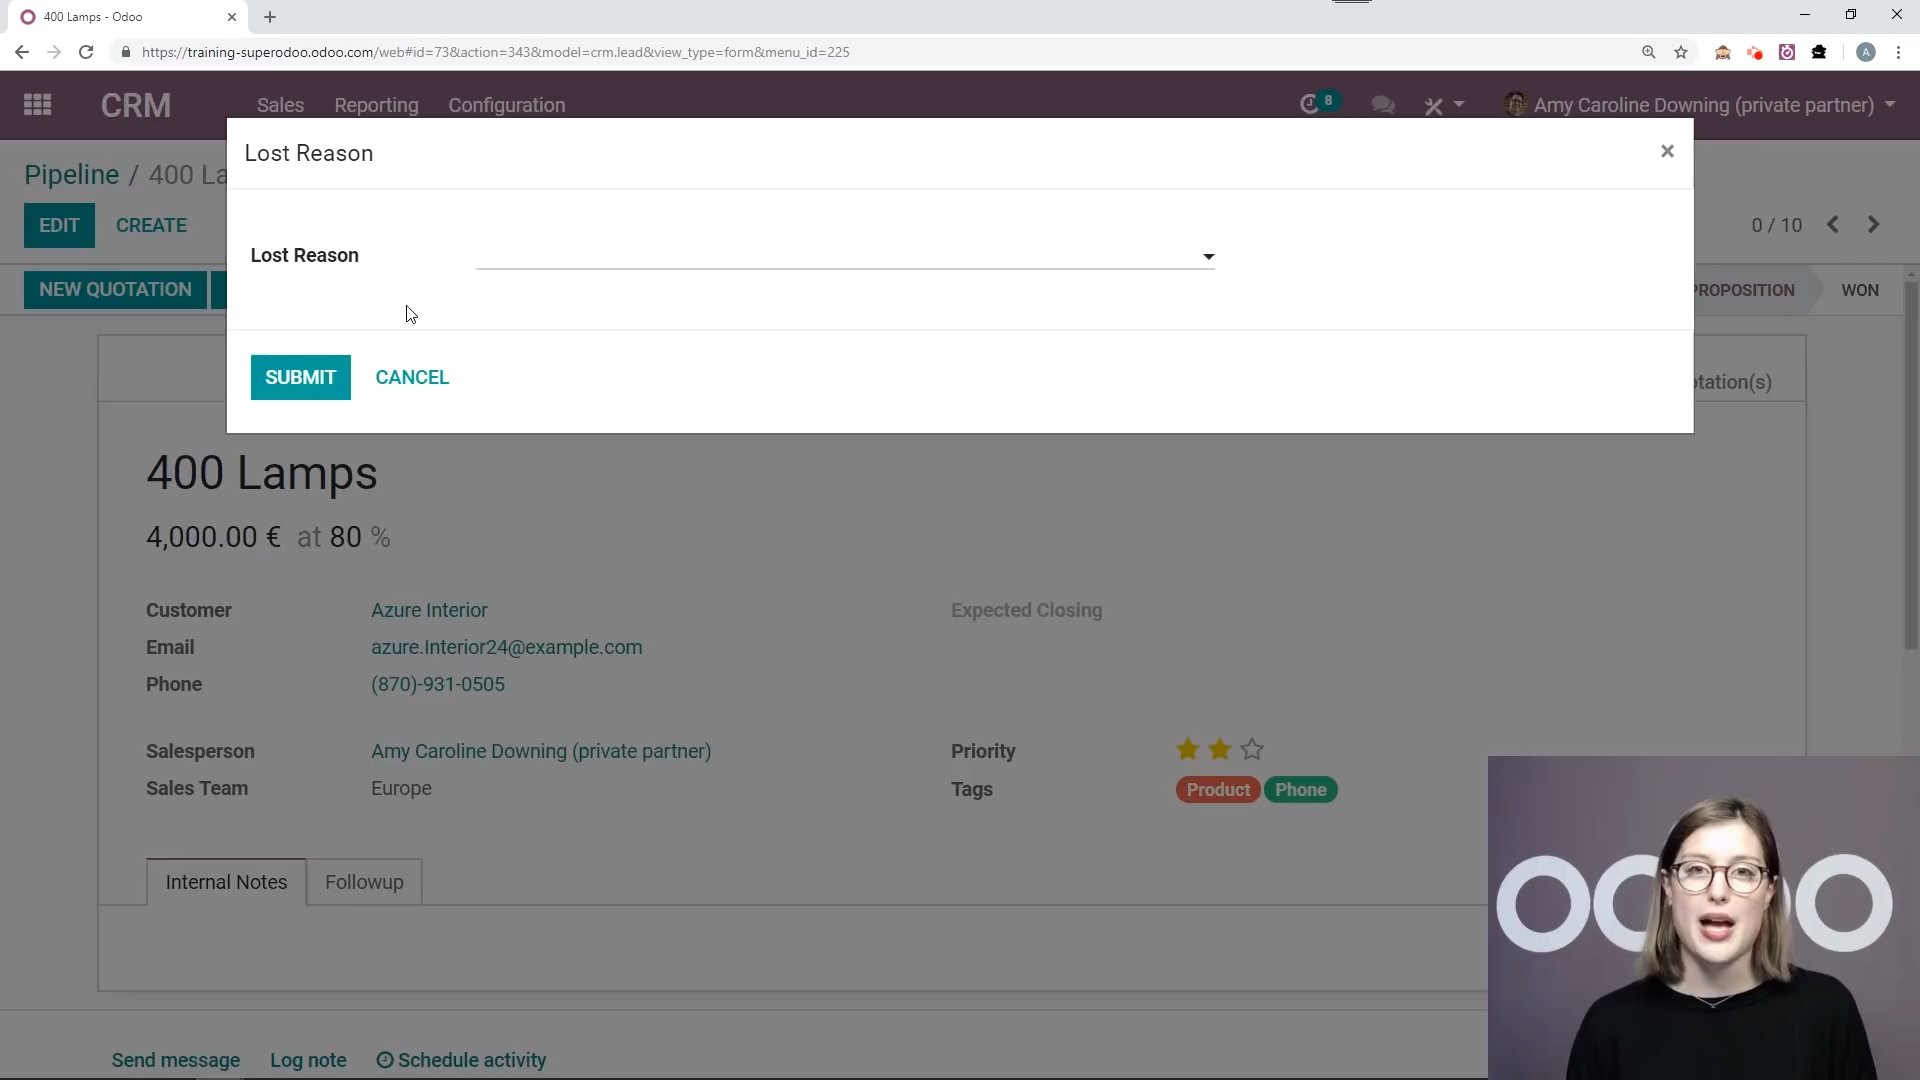 400 Lamps - Odoo
https://training-superodoo.odoo.com/web#id=73&action=343&model=crm.lead&view_type=form&menu_id=225
A
CRM Sales Reporting Configuration 8 Amy Caroline Downing (private partner)
Lost Reason
Pipeline / 400 La
EDIT CREATE 0 / 10
Lost Reason
NEW QUOTATION PROPOSITION WON
SUBMIT CANCEL
tation(s)
400 Lamps
4,000.00 € at 80 %
Customer Azure Interior Expected Closing
Email azure.Interior24@example.com
Phone (870)-931-0505
Salesperson Amy Caroline Downing (private partner) Priority
Sales Team Europe Tags Product Phone
Internal Notes Followup
odoo
Send message Log note Schedule activity